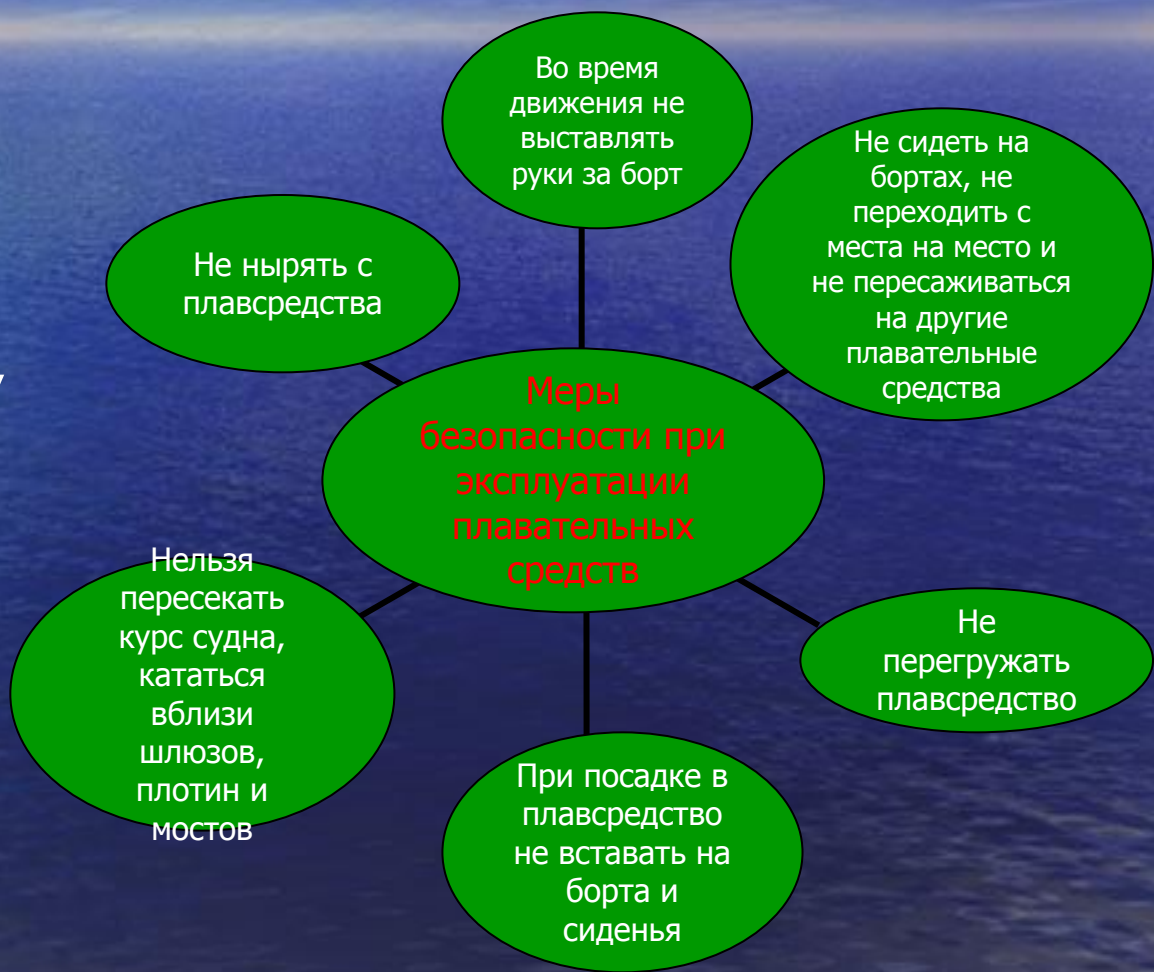 Во время
движения не
выставлять
руки за борт
Не сидеть на
бортах, не
переходить с
места на место и
не пересаживаться
на другие
плавательные
средства
Не нырять с
плавсредства
Меры
безопасности при
эксплуатации
плавательных
средств
Нельзя
пересекать
курс судна,
кататься
вблизи
шлюзов,
плотин и
мостов
Не
перегружать
плавсредство
При посадке в
плавсредство
не вставать на
борта и
сиденья